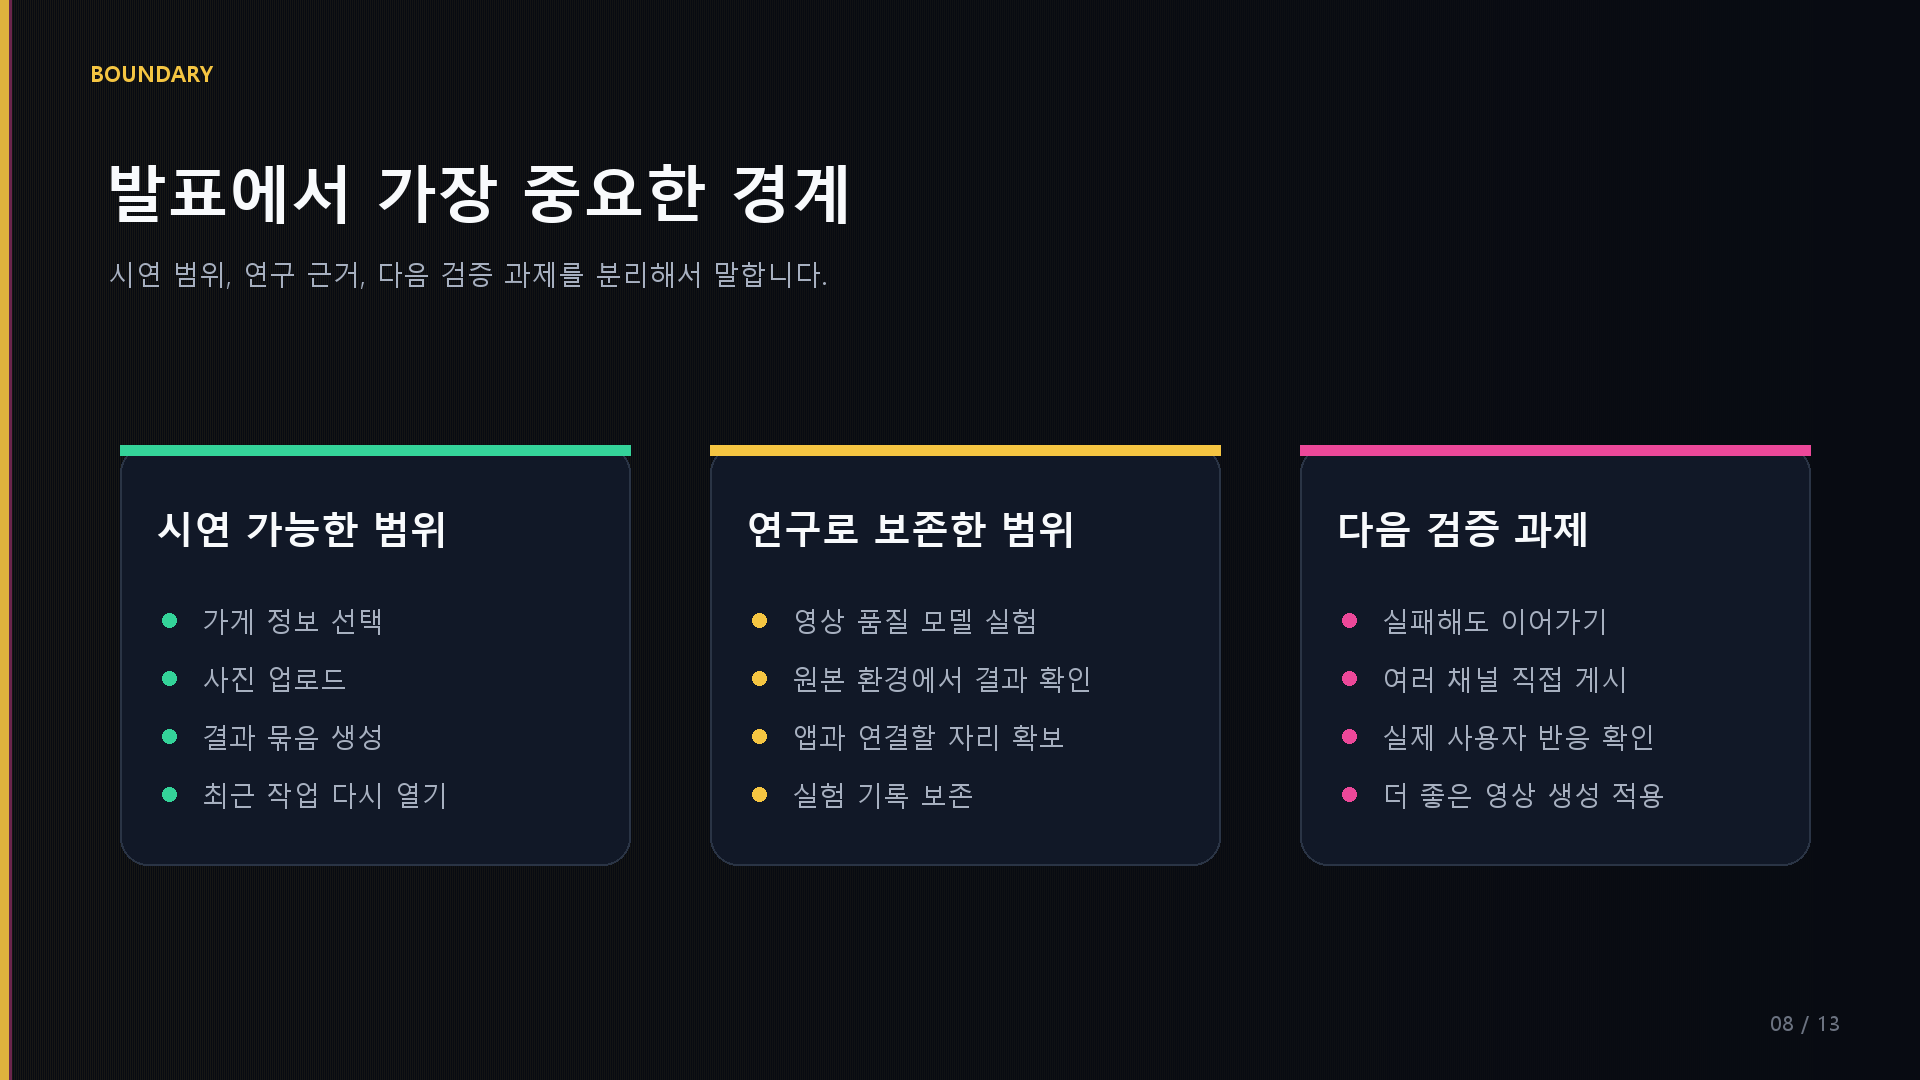 BOUNDARY
발표에서 가장 중요한 경계
시연 범위, 연구 근거, 다음 검증 과제를 분리해서 말합니다.
시연 가능한 범위
가게 정보 선택
사진 업로드
결과 묶음 생성
최근 작업 다시 열기
연구로 보존한 범위
영상 품질 모델 실험
원본 환경에서 결과 확인
앱과 연결할 자리 확보
실험 기록 보존
다음 검증 과제
실패해도 이어가기
여러 채널 직접 게시
실제 사용자 반응 확인
더 좋은 영상 생성 적용
08 / 13